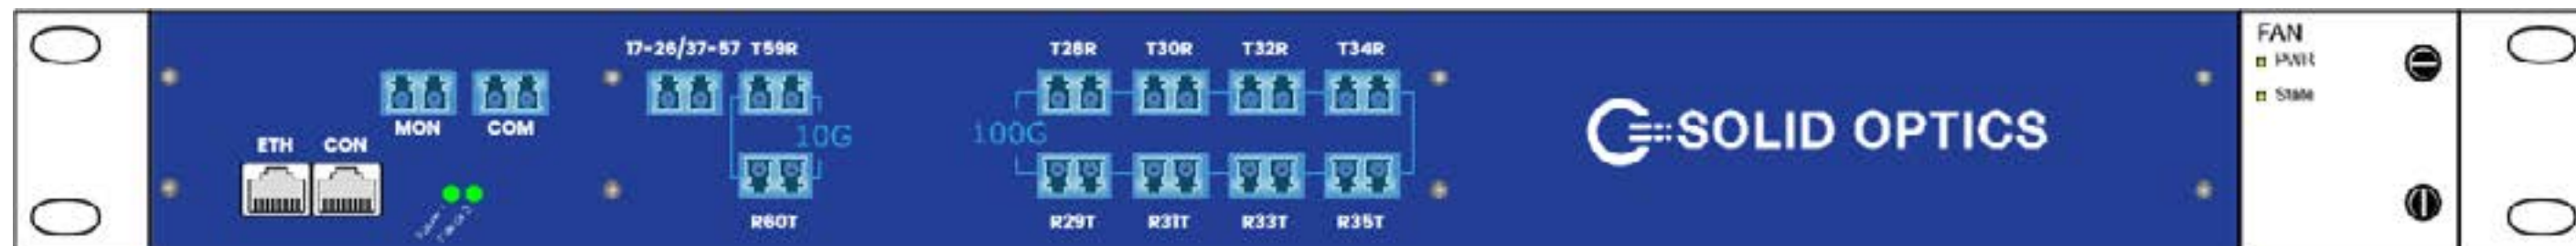 17-26/37-57 T59R
T28R T30R T32R T34R
FAN
PWR
State
MON COM
ETH CON
10G
100G
SOLID OPTICS
R60T
R29T R31T R33T R35T